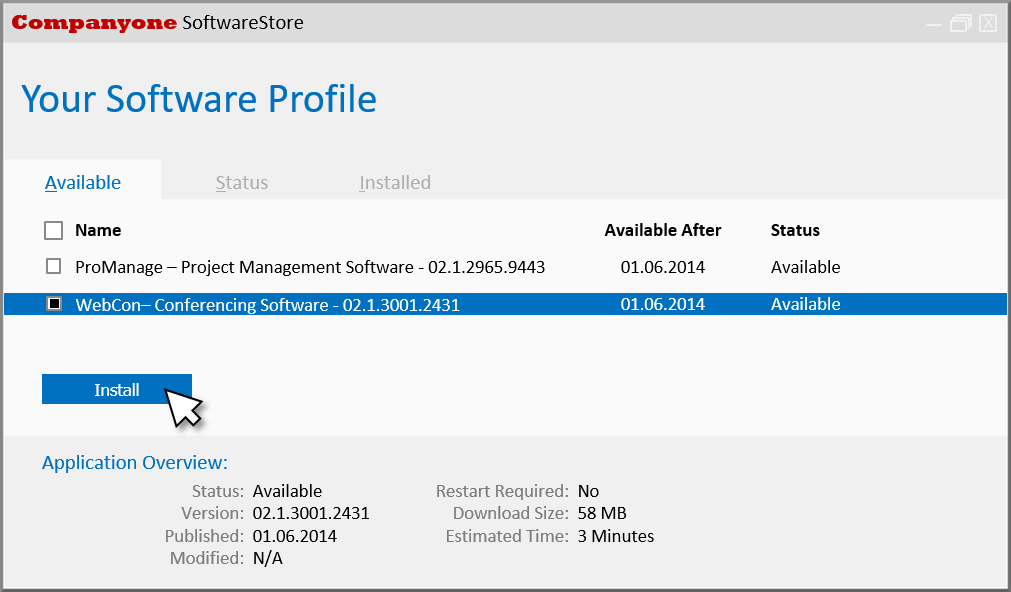 Companyone SoftwareStore
Your Software Profile
Available Status Installed
Name Available After Status
ProManage – Project Management Software - 02.1.2965.9443 01.06.2014 Available
WebCon– Conferencing Software - 02.1.3001.2431 01.06.2014 Available
Install
Application Overview:
Status: Available Restart Required: No
Version: 02.1.3001.2431 Download Size: 58 MB
Published: 01.06.2014 Estimated Time: 3 Minutes
Modified: N/A